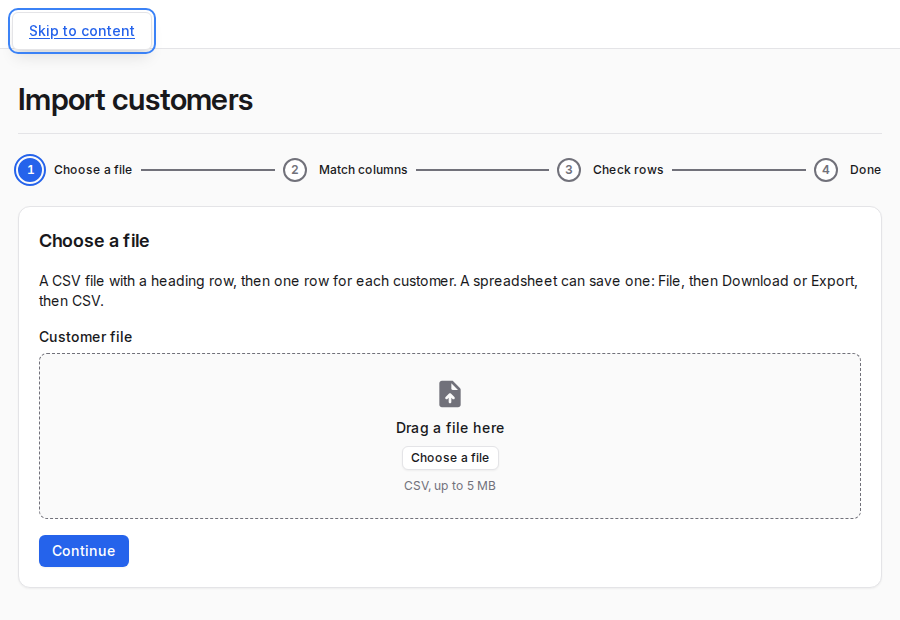 Skip to content
Import customers
1 Choose a file 2 Match columns 3 Check rows 4 Done
Choose a file
A CSV file with a heading row, then one row for each customer. A spreadsheet can save one: File, then Download or Export,
then CSV.
Customer file
Drag a file here
Choose a file
CSV, up to 5 MB
Continue